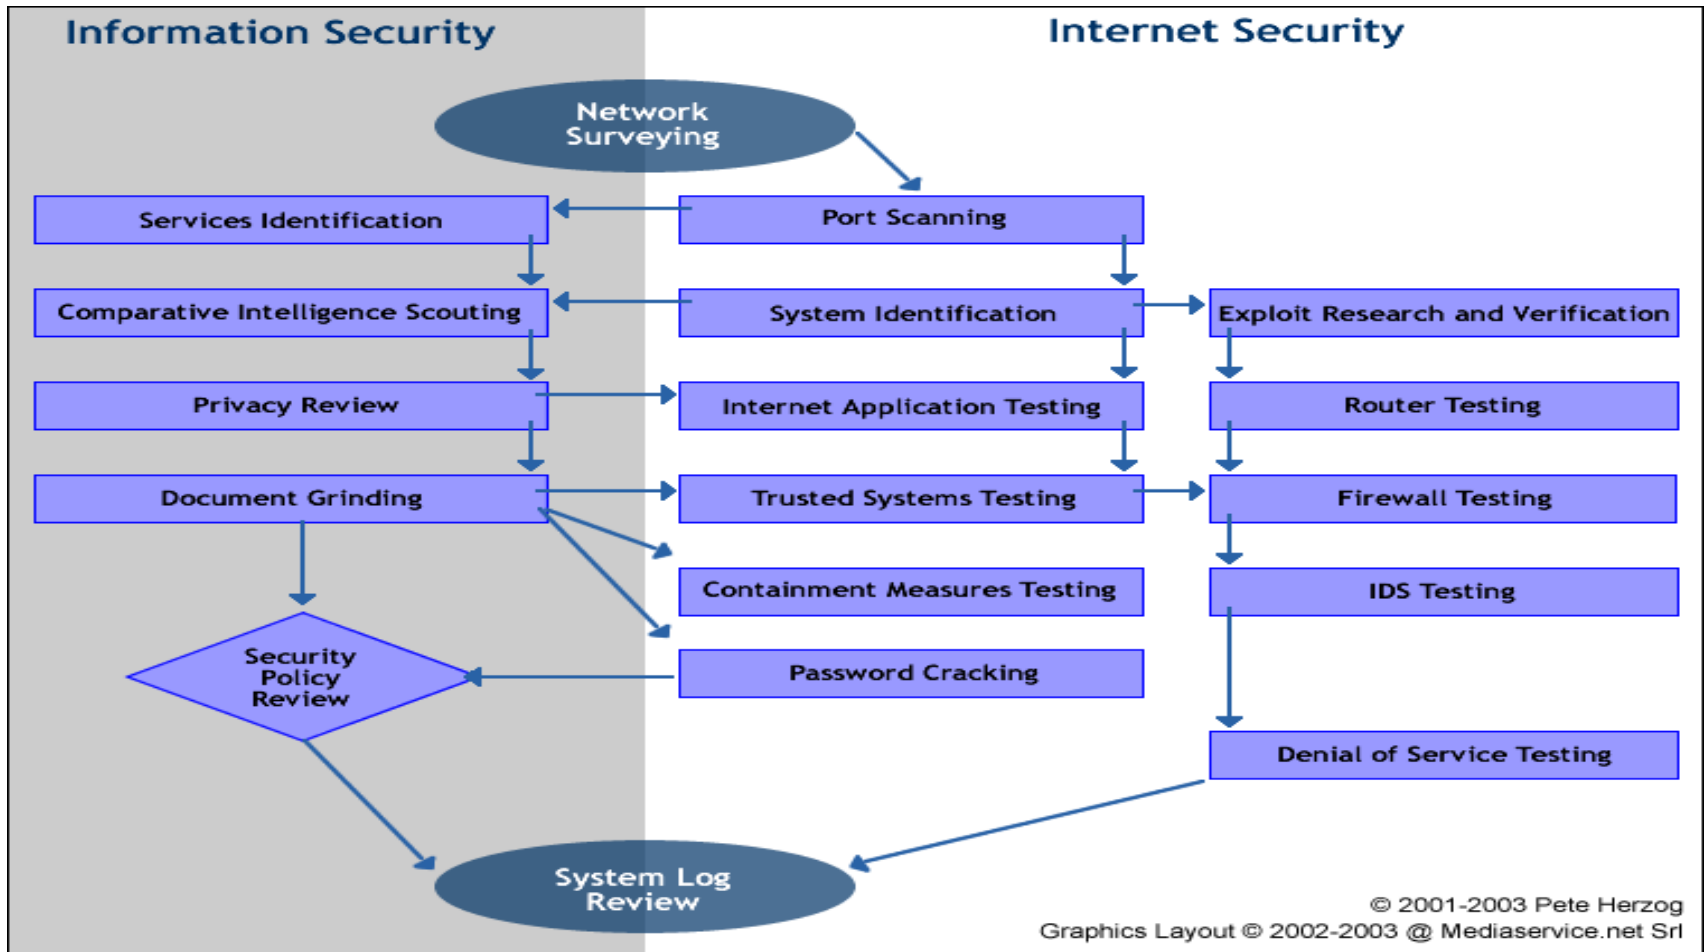 Information Security
Internet Security
Network
Surveying
Services Identification
Port Scanning
Comparative Intelligence Scouting
System Identification
Exploit Research and Verification
Privacy Review
Internet Application Testing
Router Testing
Document Grinding
Trusted Systems Testing
Firewall Testing
Containment Measures Testing
IDS Testing
Security
Policy
Review
Password Cracking
Denial of Service Testing
System Log
Review
© 2001-2003 Pete Herzog
Graphics Layout © 2002-2003 @ Mediaservice.net Srl